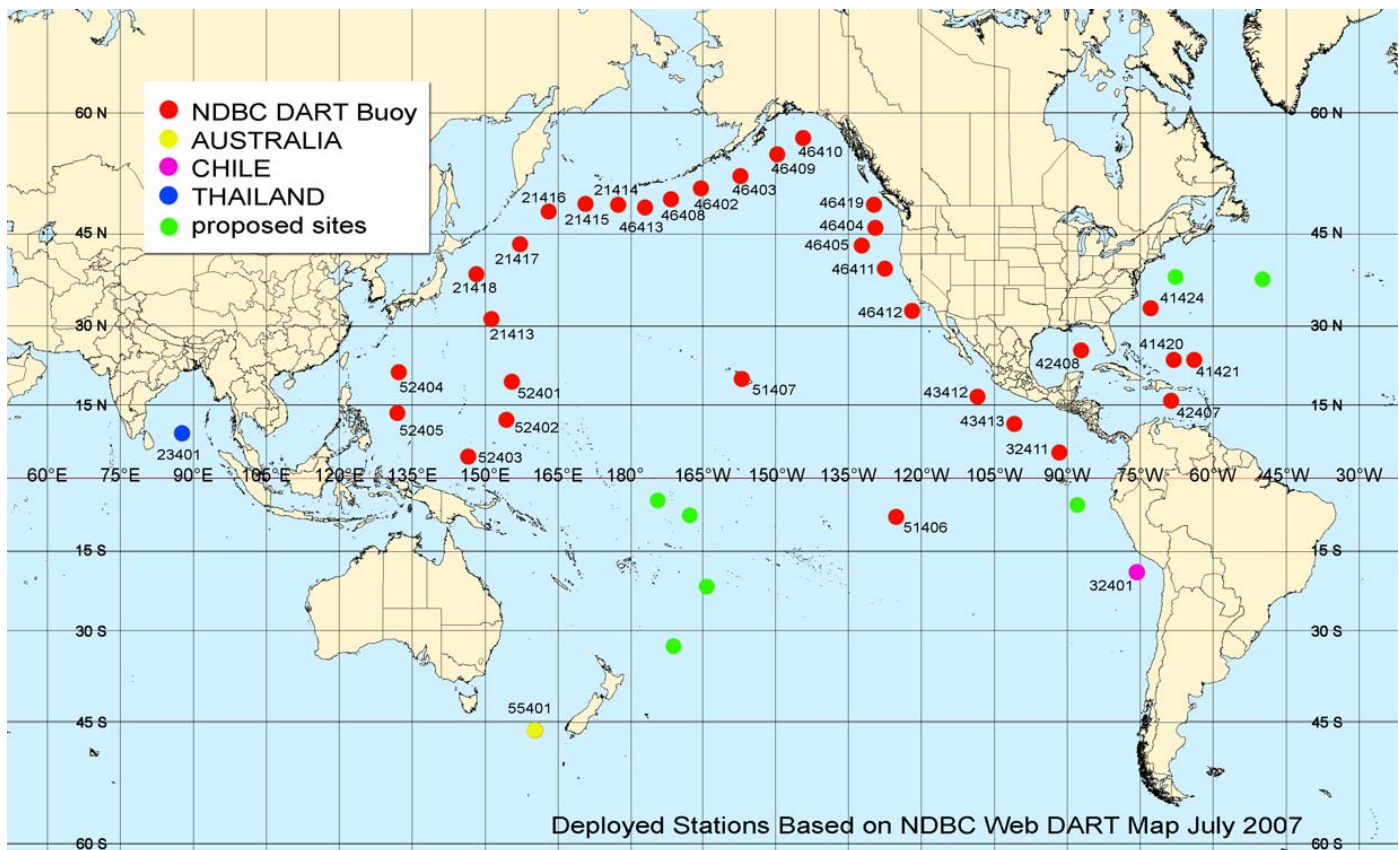 NDBC DART Buoy
AUSTRALIA
CHILE
THAILAND
proposed sites
60 N
60 N
46410
46409
46403
46402
46408
46413
21414
21415
21416
21417
21418
21413
46419
46404
46405
46411
46412
45 N
45 N
41424
30 N
30 N
42408
41420
41421
42407
52404
52401
51407
43412
15 N
15 N
52405
52402
43413
23401
52403
32411
60° E
75° E
90° E
105° E
120° E
135° E
150° E
165° E
180°
165° W
150° W
135° W
120° W
105° W
90° W
75° W
60° W
45° W
30° W
51406
15 S
15 S
32401
30 S
30 S
55401
45 S
45 S
Deployed Stations Based on NDBC Web DART Map July 2007
60 S
60 S